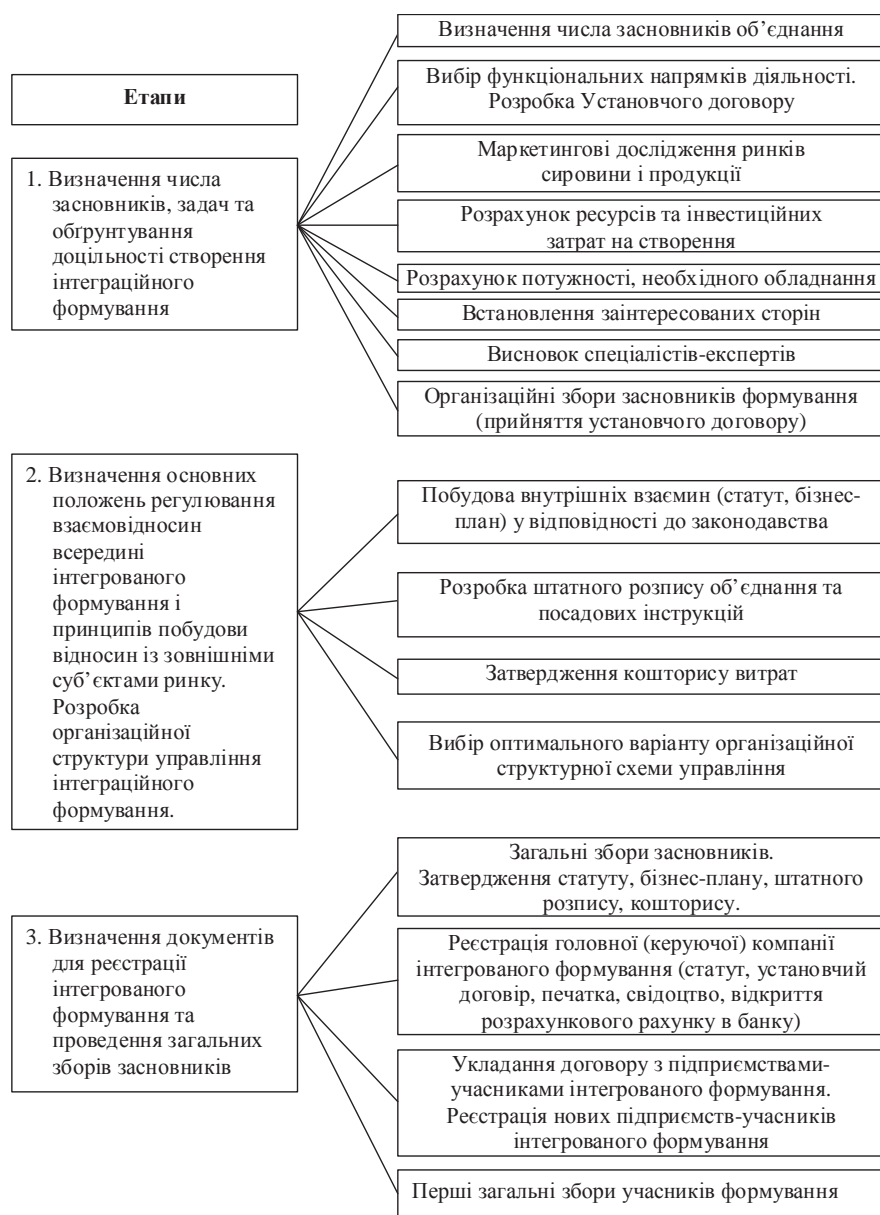 Етапи
1. Визначення числа
засновників, задач та
обґрунтування
доцільності створення
інтеграційного
формування
Визначення числа засновників об’єднання
Вибір функціональних напрямків діяльності.
Розробка Установчого договору
Маркетингові дослідження ринків
сировини і продукції
Розрахунок ресурсів та інвестиційних
затрат на створення
Розрахунок потужності, необхідного обладнання
Встановлення заінтересованих сторін
Висновок спеціалістів-експертів
Організаційні збори засновників формування
(прийняття установчого договору)
2. Визначення основних
положень регулювання
взаємовідносин
всередині
інтегрованого
формування і
принципів побудови
відносин із зовнішніми
суб’єктами ринку.
Розробка
організаційної
структури управління
інтеграційного
формування.
Побудова внутрішніх взаємин (статут, бізнес-
план) у відповідності до законодавства
Розробка штатного розпису об’єднання та
посадових інструкцій
Затвердження кошторису витрат
Вибір оптимального варіанту організаційної
структурної схеми управління
3. Визначення документів
для реєстрації
інтегрованого
формування та
проведення загальних
зборів засновників
Загальні збори засновників.
Затвердження статуту, бізнес-плану, штатного
розпису, кошторису.
Реєстрація головної (керуючої) компанії
інтегрованого формування (статут, установчий
договір, печатка, свідоцтво, відкриття
розрахункового рахунку в банку)
Укладання договору з підприємствами-
учасниками інтегрованого формування.
Реєстрація нових підприємств-учасників
інтегрованого формування
Перші загальні збори учасників формування